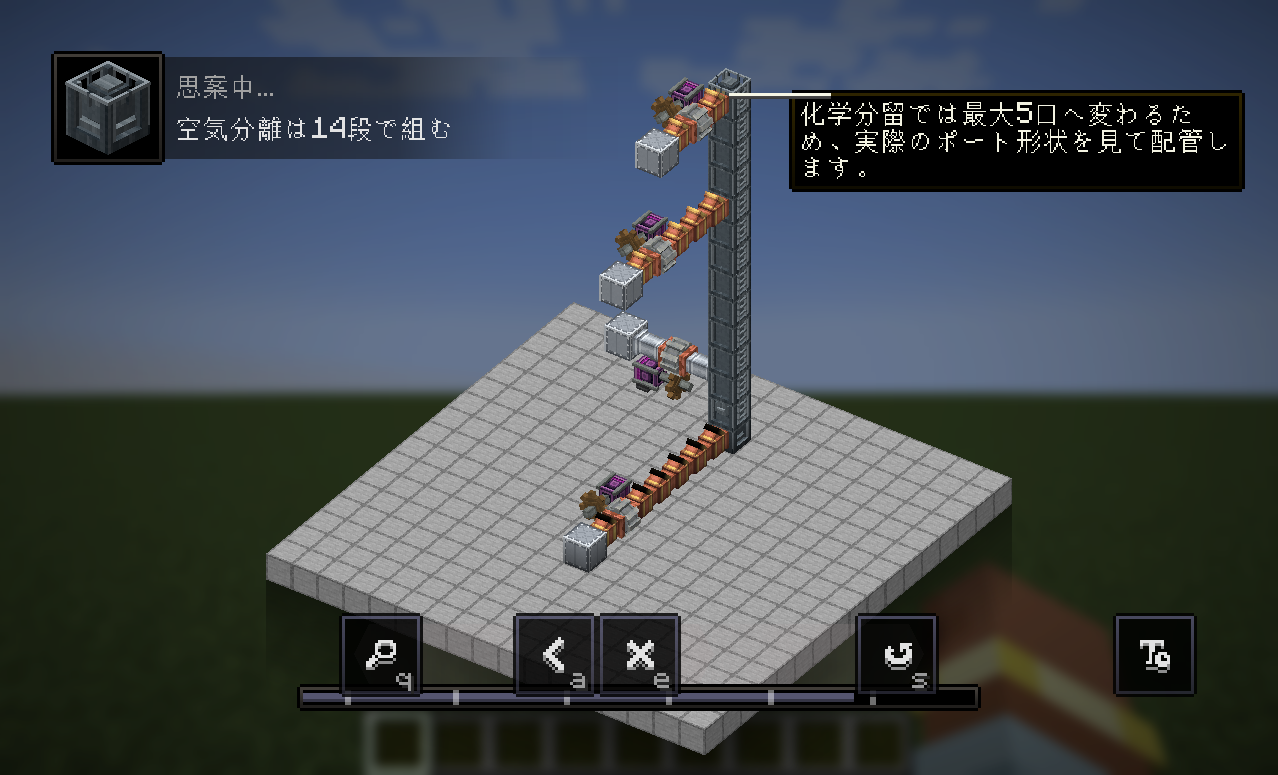 思案中...
空気分離は14段で組む
化学分留では最大5口へ変わるた
め、実際のポート形状を見て配管し
ます。
q
a
e
s
T